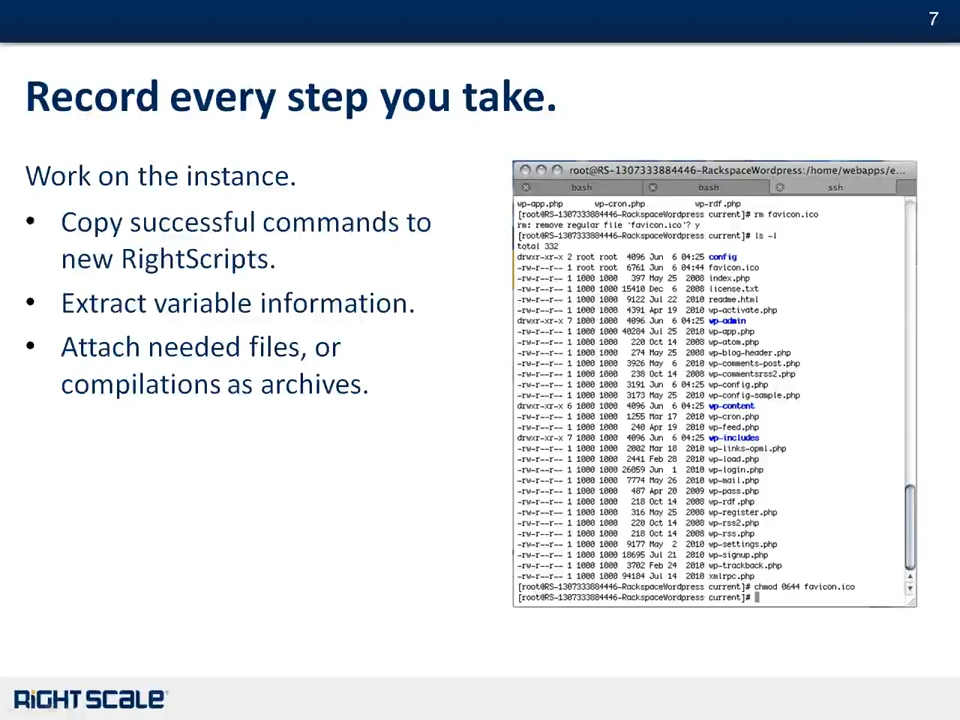 7
Record every step you take.
Work on the instance.
• Copy successful commands to
new RightScripts.
• Extract variable information.
• Attach needed files, or
compilations as archives.
root@RS-1307333884446-RackspaceWordpress:/home/webapps/e...
bash bash ssh
wp-app.php wp-cron.php wp-rdf.php
[root@RS-1307333884446-RackspaceWordpress current]# rm favicon.ico
rm: remove regular file `favicon.ico'? y
[root@RS-1307333884446-RackspaceWordpress current]# ls -l
total 332
drwxr-xr-x 2 root root 4096 Jun 6 04:25 config
-rw-r--r-- 1 root root 6761 Jun 6 04:44 favicon.ico
-rw-r--r-- 1 1000 1000 397 May 25 2008 index.php
-rw-r--r-- 1 1000 1000 15410 Dec 6 2008 license.txt
-rw-r--r-- 1 1000 1000 9122 Jul 22 2010 readme.html
-rw-r--r-- 1 1000 1000 4391 Apr 19 2010 wp-activate.php
drwxr-xr-x 7 1000 1000 4096 Jun 6 04:25 wp-admin
-rw-r--r-- 1 1000 1000 40284 Jul 25 2010 wp-app.php
-rw-r--r-- 1 1000 1000 220 Oct 14 2008 wp-atom.php
-rw-r--r-- 1 1000 1000 274 May 25 2008 wp-blog-header.php
-rw-r--r-- 1 1000 1000 3926 May 6 2010 wp-comments-post.php
-rw-r--r-- 1 1000 1000 238 Oct 14 2008 wp-commentsrss2.php
-rw-r--r-- 1 1000 1000 3191 Jun 6 04:25 wp-config.php
-rw-r--r-- 1 1000 1000 3173 May 25 2010 wp-config-sample.php
drwxr-xr-x 6 1000 1000 4096 Jun 6 04:25 wp-content
-rw-r--r-- 1 1000 1000 1255 Mar 17 2010 wp-cron.php
-rw-r--r-- 1 1000 1000 240 Apr 19 2010 wp-feed.php
drwxr-xr-x 7 1000 1000 4096 Jun 6 04:25 wp-includes
-rw-r--r-- 1 1000 1000 2002 Mar 18 2010 wp-links-opml.php
-rw-r--r-- 1 1000 1000 2441 Feb 28 2010 wp-load.php
-rw-r--r-- 1 1000 1000 26059 Jun 1 2010 wp-login.php
-rw-r--r-- 1 1000 1000 7774 May 26 2010 wp-mail.php
-rw-r--r-- 1 1000 1000 487 Apr 20 2009 wp-pass.php
-rw-r--r-- 1 1000 1000 218 Oct 14 2008 wp-rdf.php
-rw-r--r-- 1 1000 1000 316 May 25 2008 wp-register.php
-rw-r--r-- 1 1000 1000 220 Oct 14 2008 wp-rss2.php
-rw-r--r-- 1 1000 1000 218 Oct 14 2008 wp-rss.php
-rw-r--r-- 1 1000 1000 9177 May 2 2010 wp-settings.php
-rw-r--r-- 1 1000 1000 18695 Jul 21 2010 wp-signup.php
-rw-r--r-- 1 1000 1000 3702 Feb 24 2010 wp-trackback.php
-rw-r--r-- 1 1000 1000 94184 Jul 14 2010 xmlrpc.php
[root@RS-1307333884446-RackspaceWordpress current]# chmod 0644 favicon.ico
[root@RS-1307333884446-RackspaceWordpress current]#
RIGHTSCALE